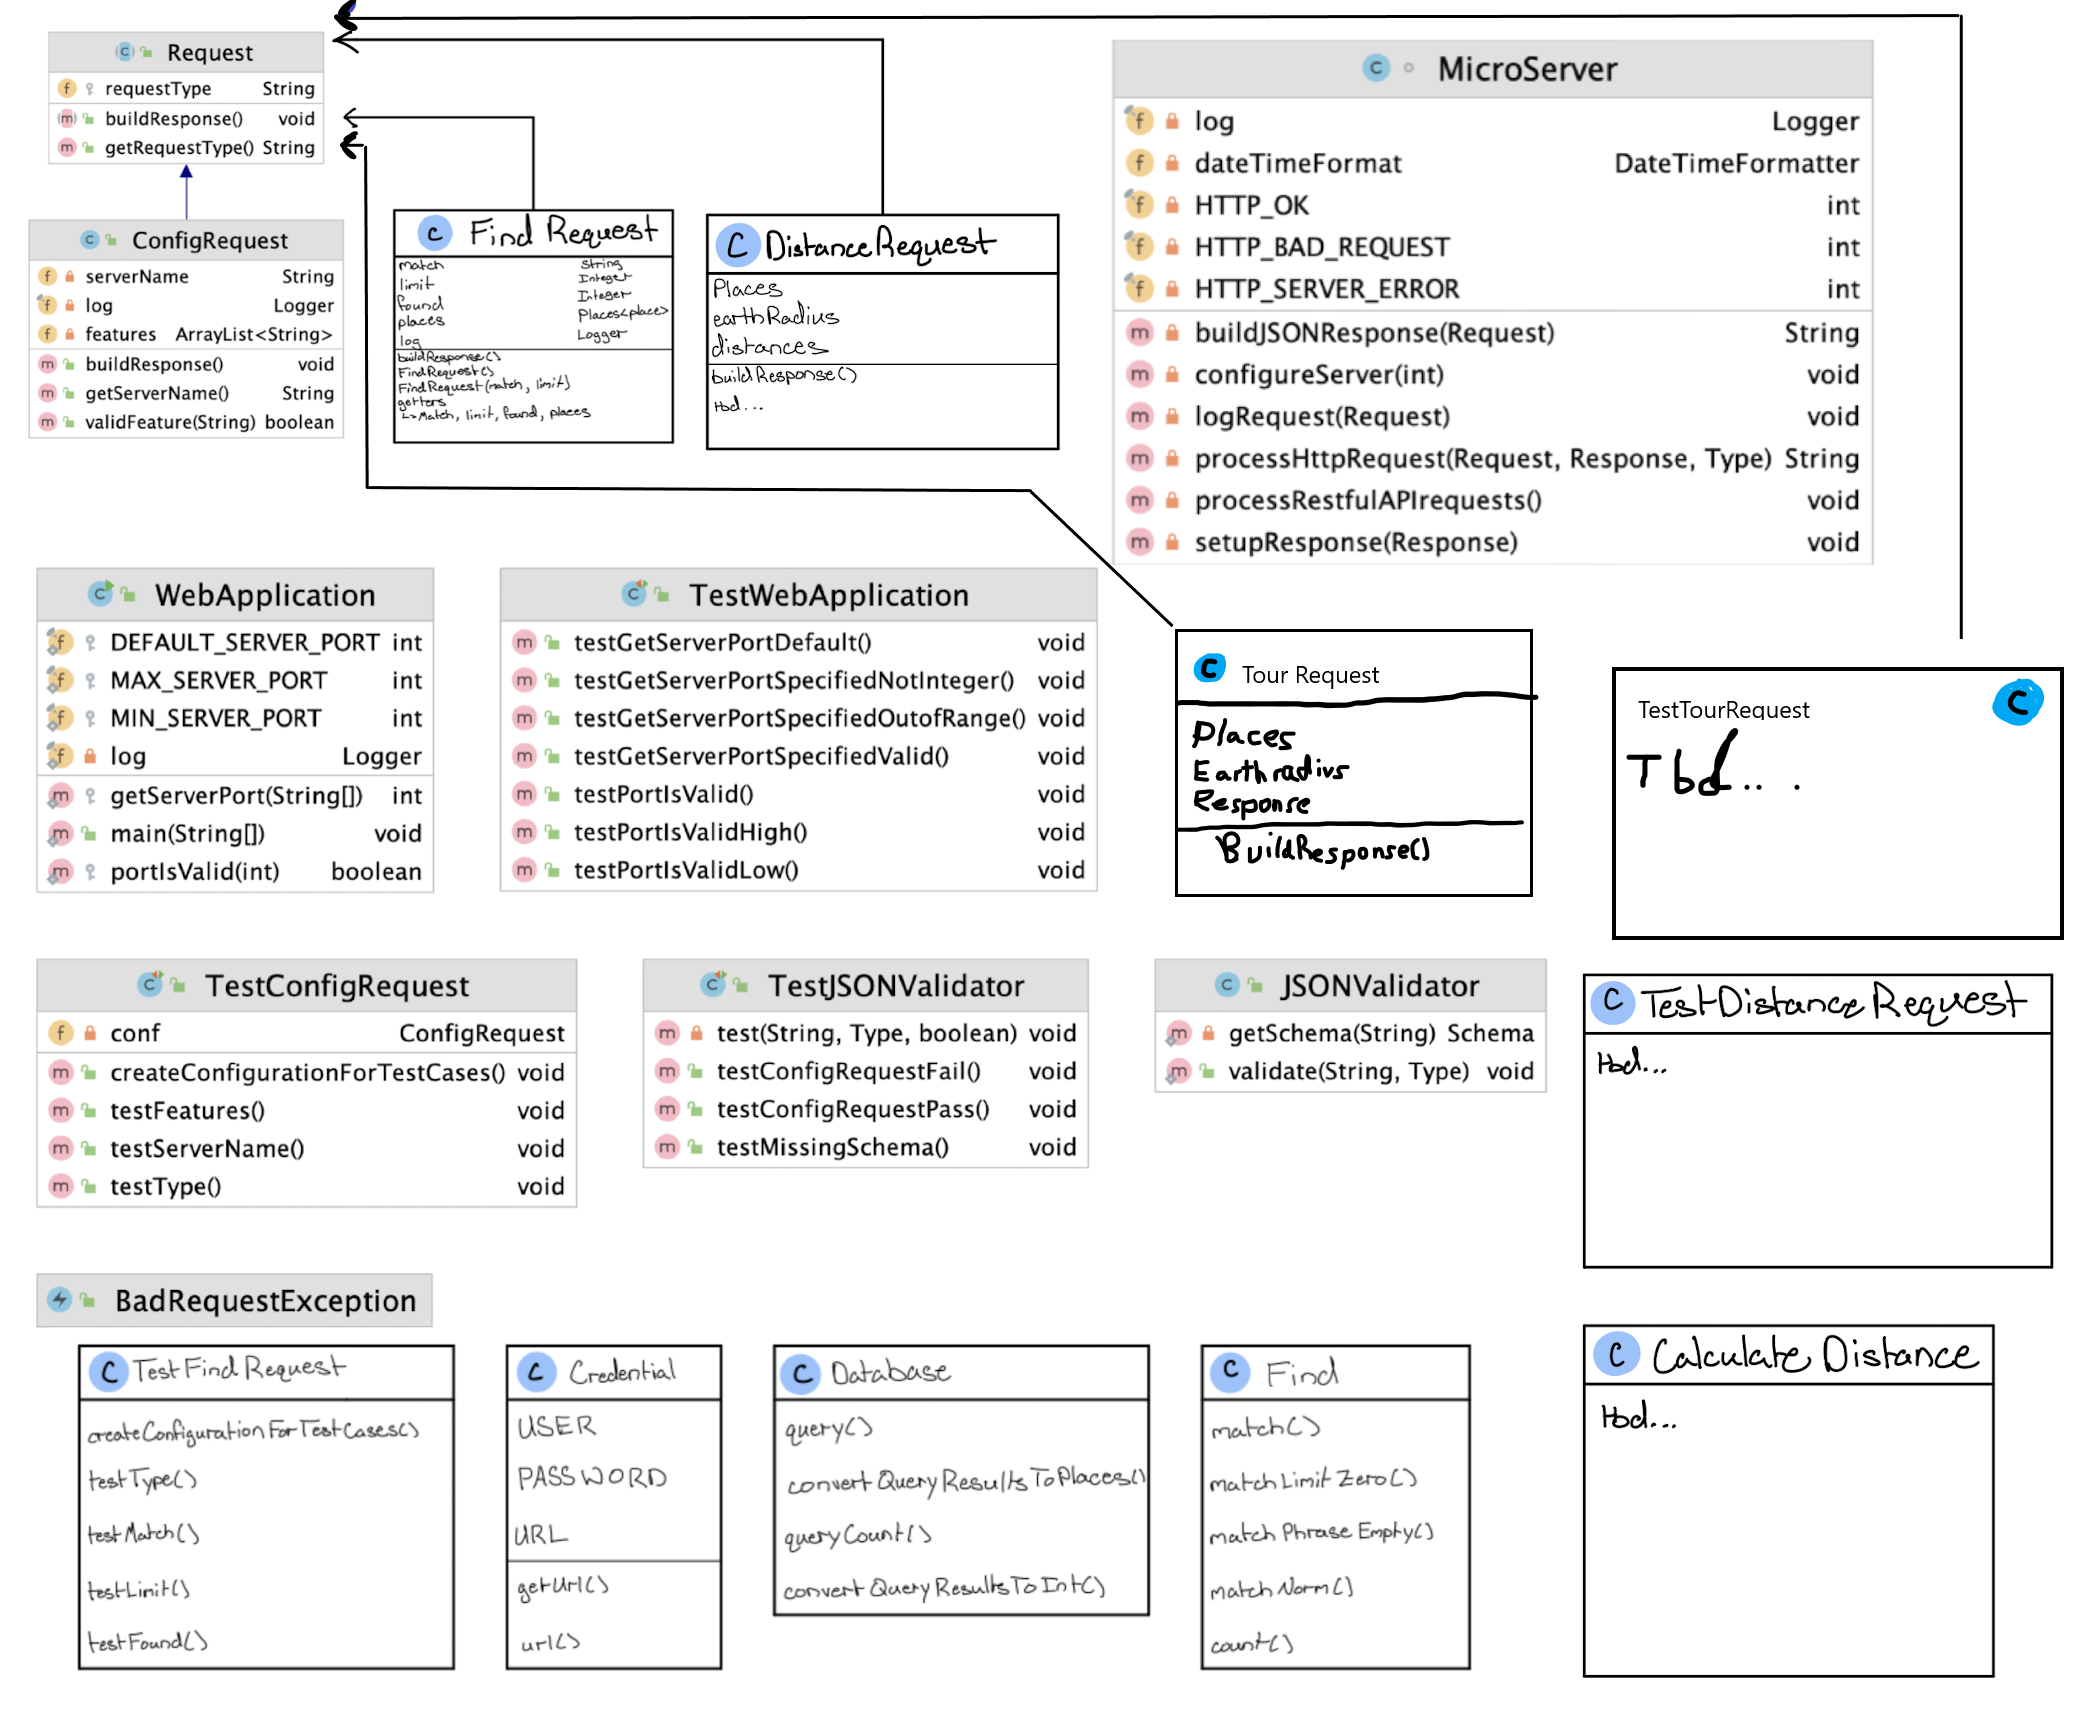 Request
requestType String
buildResponse() void
getRequestType() String
ConfigRequest
serverName String
log Logger
features ArrayList<String>
buildResponse() void
getServerName() String
validFeature(String) boolean
C Find Request
match String
limit Integer
found Integer
places Places<place>
log Logger
buildResponse()
FindRequest()
FindRequest(match, limit)
getters
↳Match, limit, found, places
C DistanceRequest
Places
earthRadius
distances
buildResponse()
tbd...
C MicroServer
log Logger
dateTimeFormat DateTimeFormatter
HTTP_OK int
HTTP_BAD_REQUEST int
HTTP_SERVER_ERROR int
buildJSONResponse(Request) String
configureServer(int) void
logRequest(Request) void
processHttpRequest(Request, Response, Type) String
processRestfulAPIrequests() void
setupResponse(Response) void
WebApplication
DEFAULT_SERVER_PORT int
MAX_SERVER_PORT int
MIN_SERVER_PORT int
log Logger
getServerPort(String[]) int
main(String[]) void
portIsValid(int) boolean
TestWebApplication
testGetServerPortDefault() void
testGetServerPortSpecifiedNotInteger() void
testGetServerPortSpecifiedOutofRange() void
testGetServerPortSpecifiedValid() void
testPortIsValid() void
testPortIsValidHigh() void
testPortIsValidLow() void
C Tour Request
Places
Earthradius
Response
BuildResponse()
TestTourRequest C
Tbd....
TestConfigRequest
conf ConfigRequest
createConfigurationForTestCases() void
testFeatures() void
testServerName() void
testType() void
TestJSONValidator
test(String, Type, boolean) void
testConfigRequestFail() void
testConfigRequestPass() void
testMissingSchema() void
JSONValidator
getSchema(String) Schema
validate(String, Type) void
C TestDistanceRequest
tbd...
BadRequestException
C TestFindRequest
createConfigurationForTestCases()
testType()
testMatch()
testLimit()
testFound()
C Credential
USER
PASSWORD
URL
getUrl()
url()
C Database
query()
convertQueryResultsToPlaces()
queryCount()
convertQueryResultsToInt()
C Find
match()
matchLimitZero()
matchPhraseEmpty()
matchNorm()
count()
C Calculate Distance
tbd...